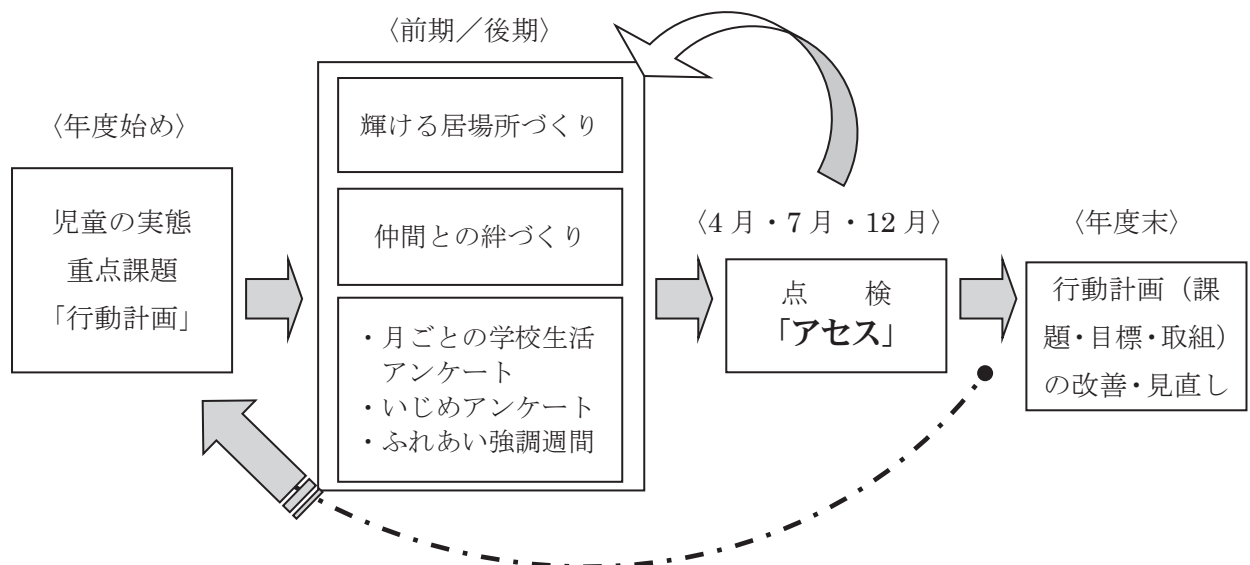 〈前期／後期〉
〈年度始め〉
児童の実態
重点課題
「行動計画」
輝ける居場所づくり
仲間との絆づくり
・月ごとの学校生活
アンケート
・いじめアンケート
・ふれあい強調週間
〈4月・7月・12月〉
点　検
「アセス」
〈年度末〉
行動計画（課
題・目標・取組）
の改善・見直し